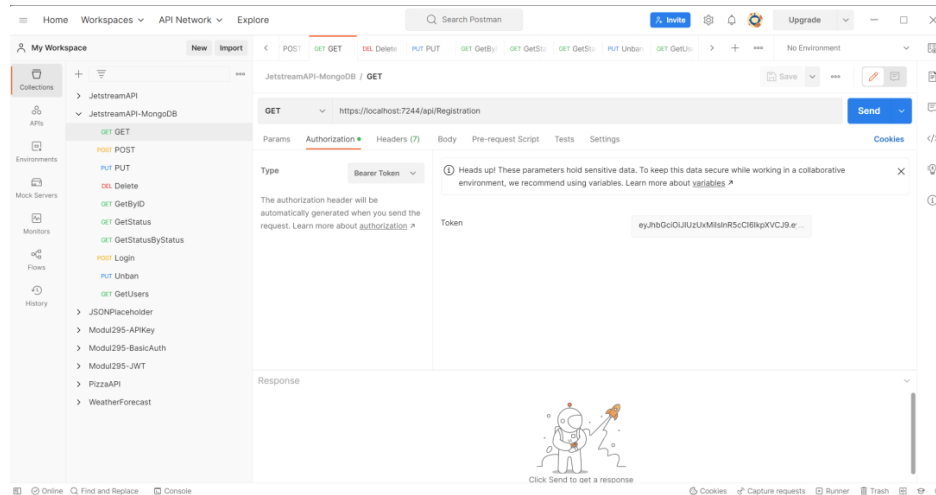 Home Workspaces API Network Explore Search Postman Invite Upgrade
My Workspace New Import POST GET GET DEL Delete PUT PUT GET GetBy GET GetSta GET GetSt PUT Unban GET GetUs No Environment
Collections
APIs
Environments
Mock Servers
Monitors
Flows
History
JetstreamAPI
JetstreamAPI-MongoDB
GET GET
POST POST
PUT PUT
DEL Delete
GET GetByID
GET GetStatus
GET GetStatusByStatus
POST Login
PUT Unban
GET GetUsers
JSONPlaceholder
Modul295-APIKey
Modul295-BasicAuth
Modul295-JWT
PizzaAPI
WeatherForecast
JetstreamAPI-MongoDB / GET Save
GET https://localhost:7244/api/Registration Send
Params Authorization Headers (7) Body Pre-request Script Tests Settings Cookies
Type Bearer Token
The authorization header will be
automatically generated when you send the
request. Learn more about authorization
Heads up! These parameters hold sensitive data. To keep this data secure while working in a collaborative
environment, we recommend using variables. Learn more about variables
Token
Response
Click Send to get a response
Online Find and Replace Console Cookies Capture requests Runner Trash